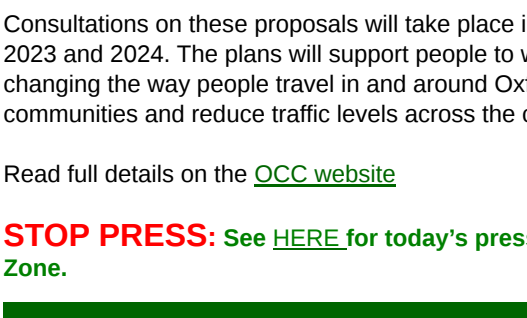 Consultations on these proposals will take place
2023 and 2024. The plans will support people to
changing the way people travel in and around
communities and reduce traffic levels across the
Read full details on the OCC website
STOP PRESS: See HERE for today's
Zone.